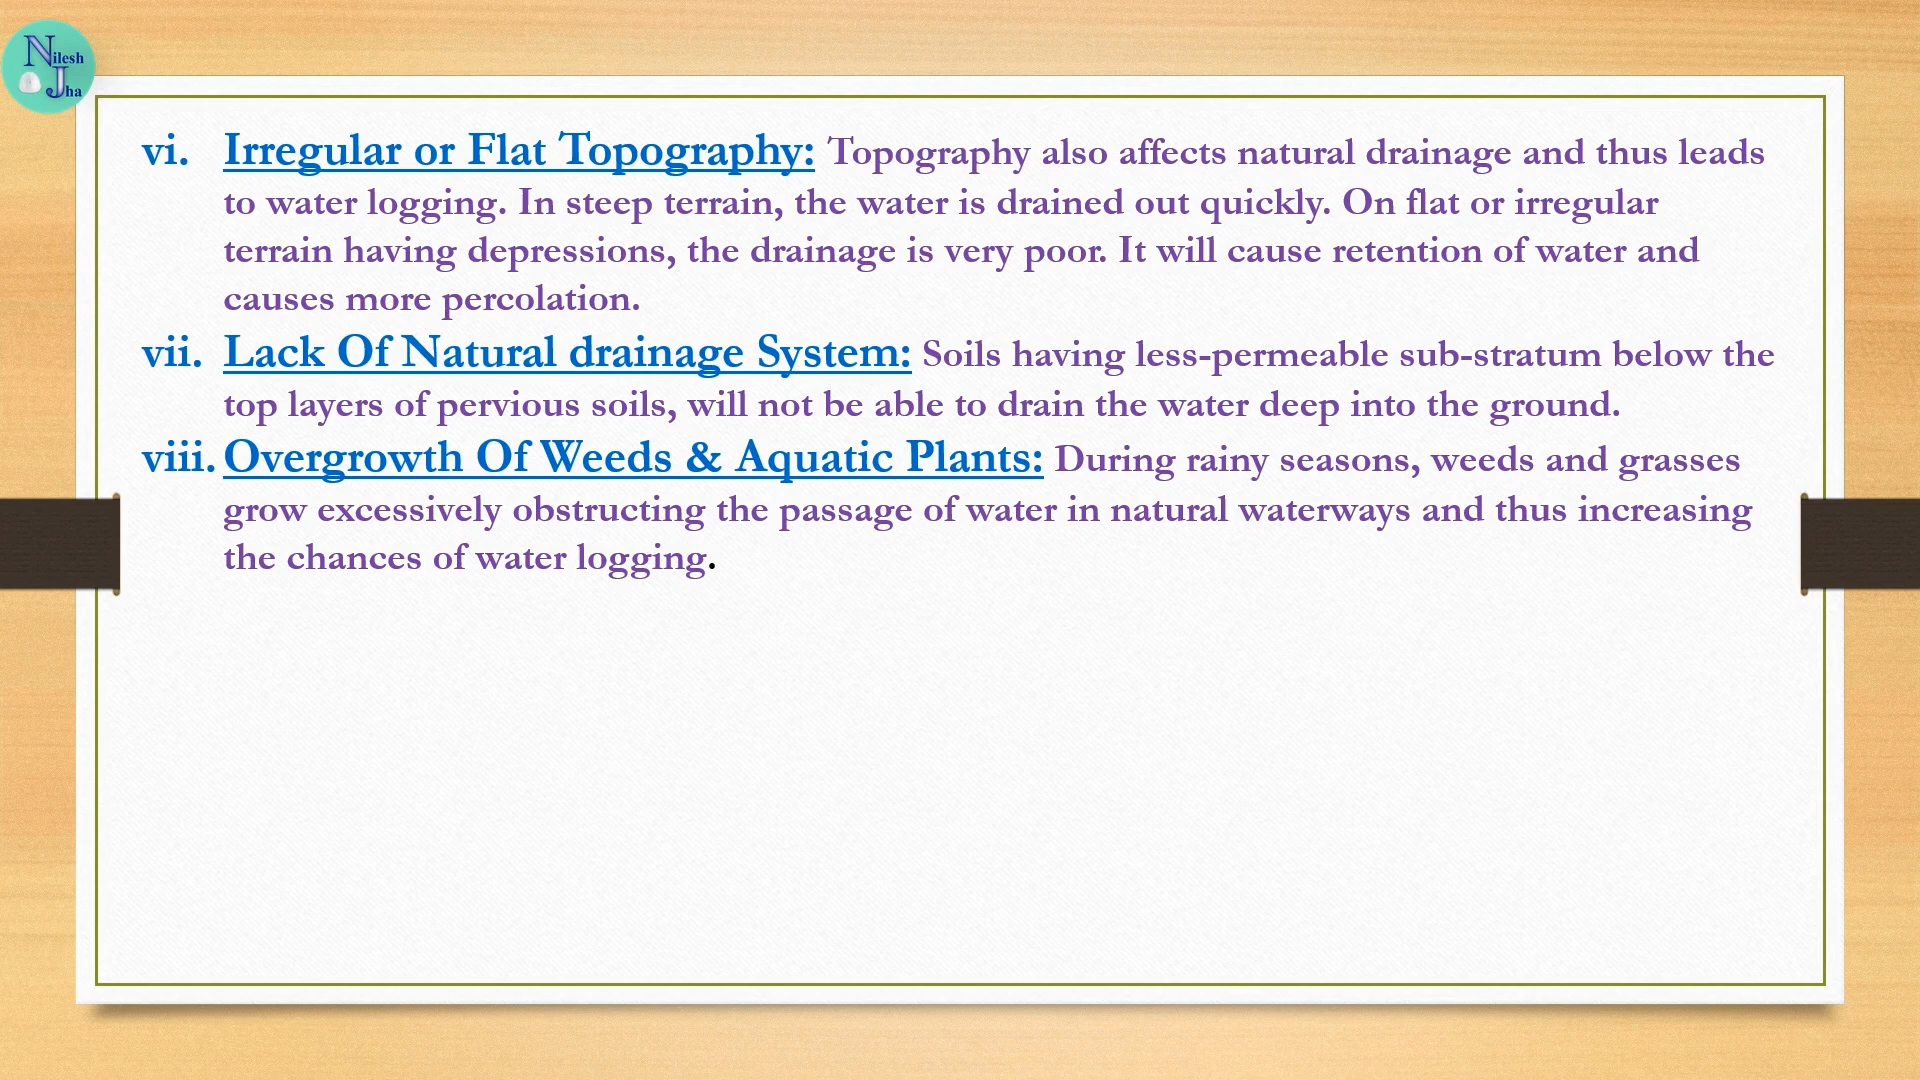 Nilesh
Jha
vi. Irregular or Flat Topography: Topography also affects natural drainage and thus leads
to water logging. In steep terrain, the water is drained out quickly. On flat or irregular
terrain having depressions, the drainage is very poor. It will cause retention of water and
causes more percolation.
vii. Lack Of Natural drainage System: Soils having less-permeable sub-stratum below the
top layers of pervious soils, will not be able to drain the water deep into the ground.
viii. Overgrowth Of Weeds & Aquatic Plants: During rainy seasons, weeds and grasses
grow excessively obstructing the passage of water in natural waterways and thus increasing
the chances of water logging.